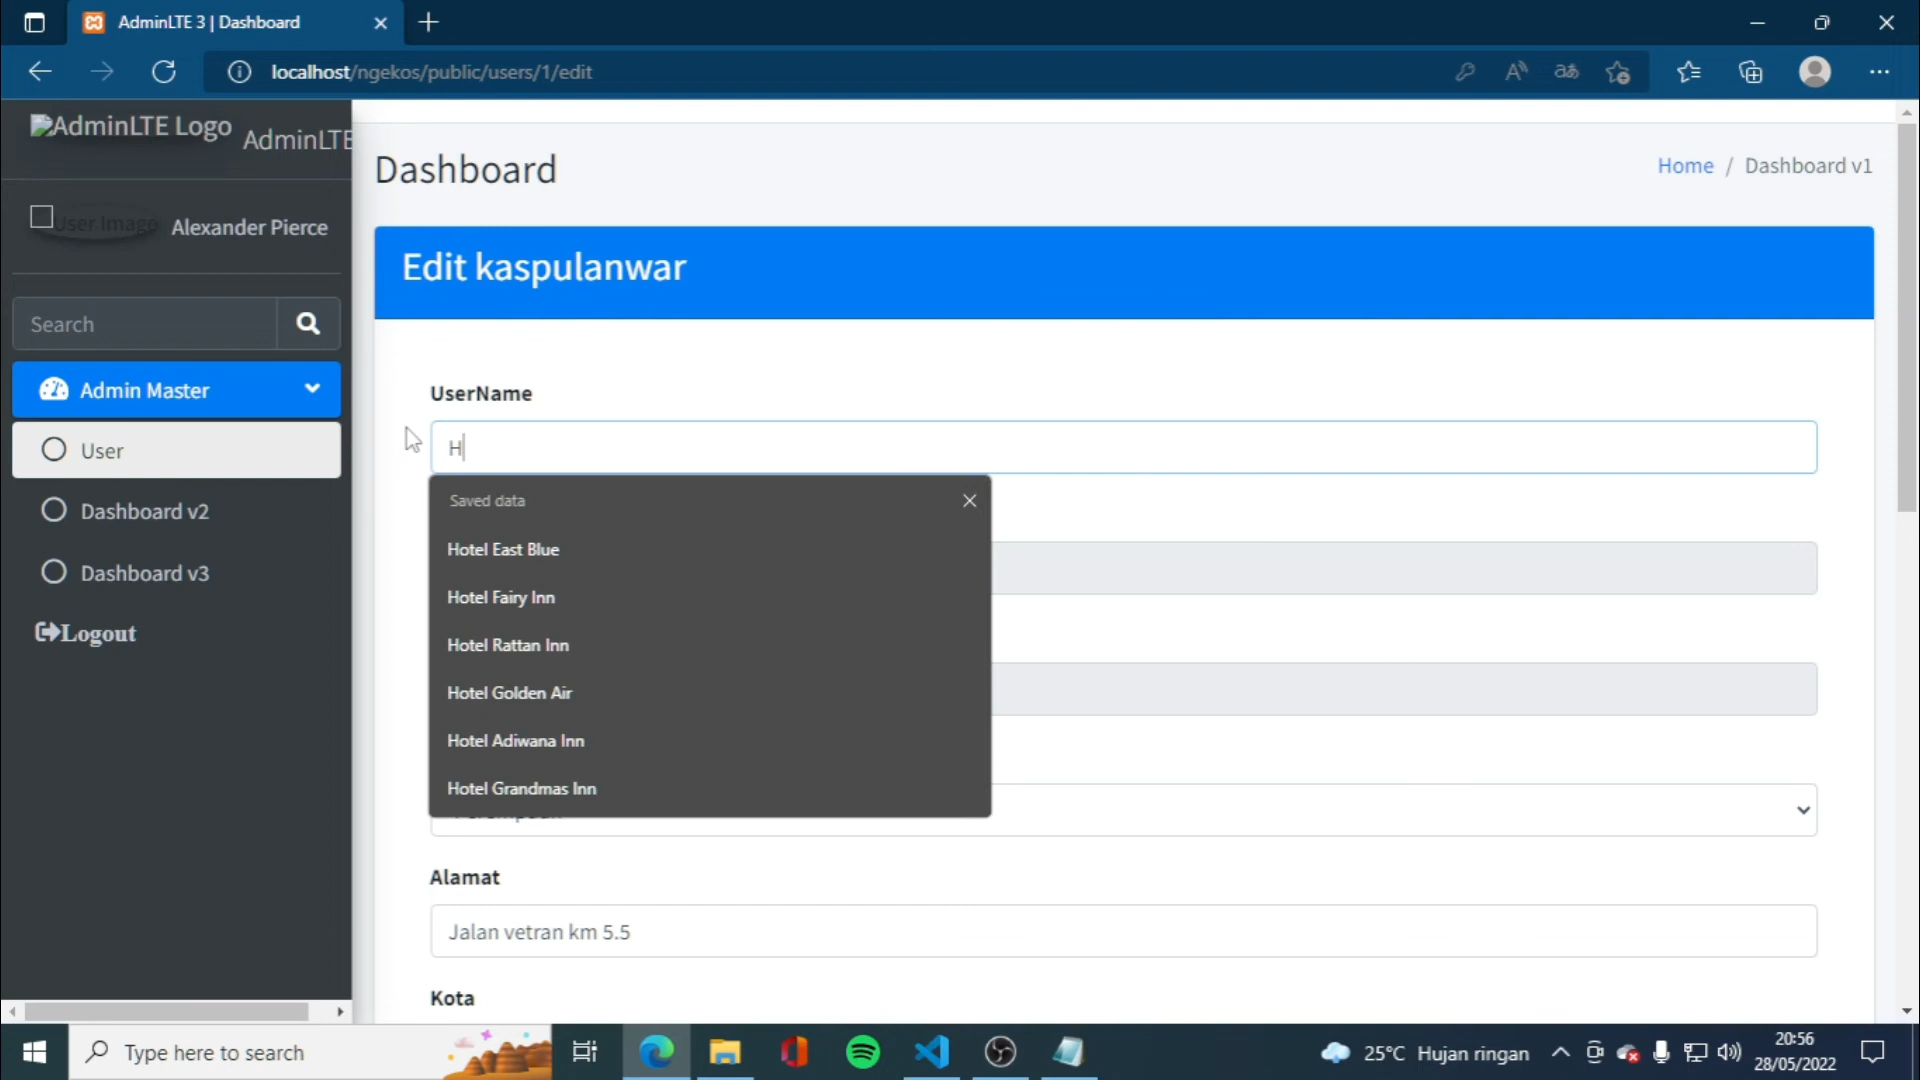 AdminLTE 3 | Dashboard
localhost/ngekos/public/users/1/edit
AdminLTE Logo
AdminLTE
User Image
Alexander Pierce
Search
Admin Master
User
Dashboard v2
Dashboard v3
Logout
Dashboard
Home / Dashboard v1
Edit kaspulanwar
UserName
H
Saved data
Hotel East Blue
Hotel Fairy Inn
Hotel Rattan Inn
Hotel Golden Air
Hotel Adiwana Inn
Hotel Grandmas Inn
Alamat
Jalan vetran km 5.5
Kota
Type here to search
25°C Hujan ringan
20:56
28/05/2022